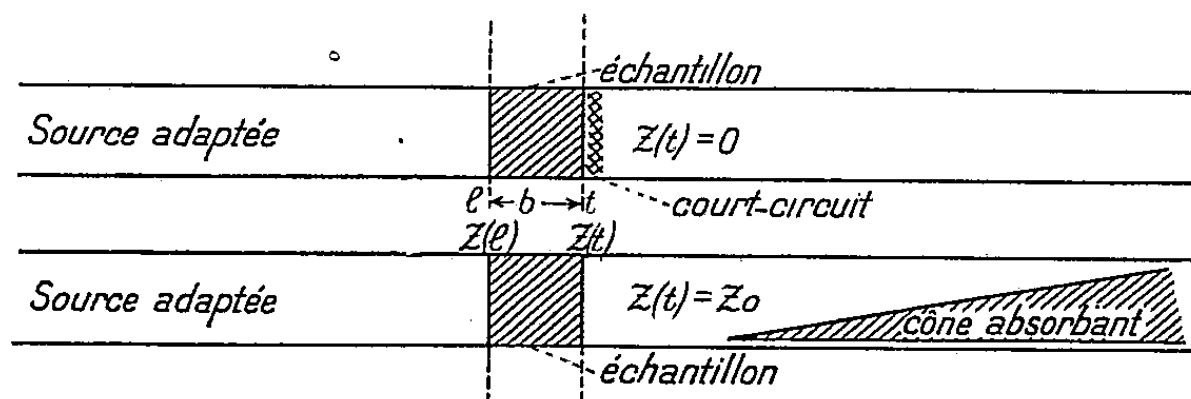 échantillon
Source adaptée
Z(t) = 0
ℓ ← b → t
court-circuit
Z(ℓ) Z(t)
Source adaptée
Z(t) = Zo
cône absorbant
échantillon